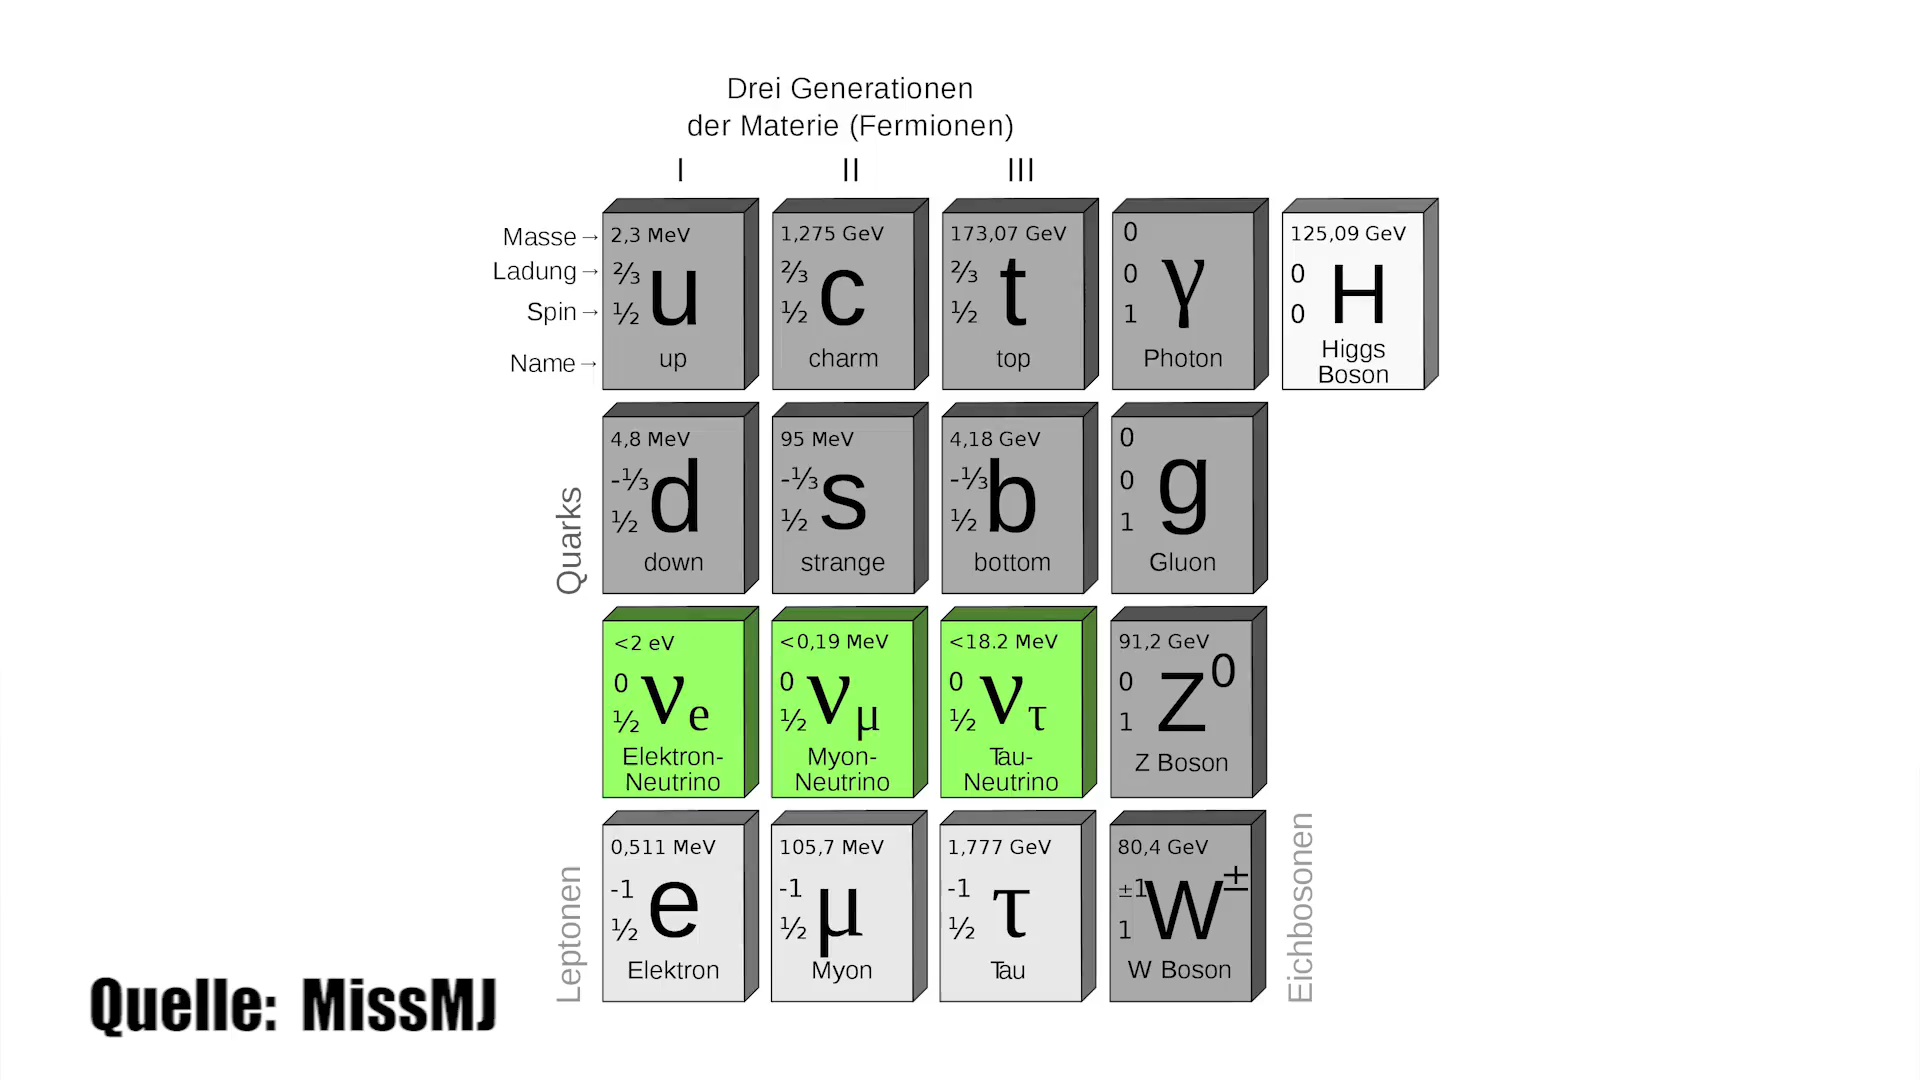 Drei Generationen
der Materie (Fermionen)
I II III
Masse→
Ladung→
Spin→
Name→
2,3 MeV
⅔
½
u
up
1,275 GeV
⅔
½
c
charm
173,07 GeV
⅔
½
t
top
0
0
1
γ
Photon
125,09 GeV
0
0
H
Higgs
Boson
Quarks
4,8 MeV
-⅓
½
d
down
95 MeV
-⅓
½
s
strange
4,18 GeV
-⅓
½
b
bottom
0
0
1
g
Gluon
<2 eV
0
½
νe
Elektron-
Neutrino
<0,19 MeV
0
½
νμ
Myon-
Neutrino
<18.2 MeV
0
½
ντ
Tau-
Neutrino
91,2 GeV
0
1
Z⁰
Z Boson
Leptonen
0,511 MeV
-1
½
e
Elektron
105,7 MeV
-1
½
μ
Myon
1,777 GeV
-1
½
τ
Tau
80,4 GeV
±1
1
W±
W Boson
Eichbosonen
Quelle: MissMJ